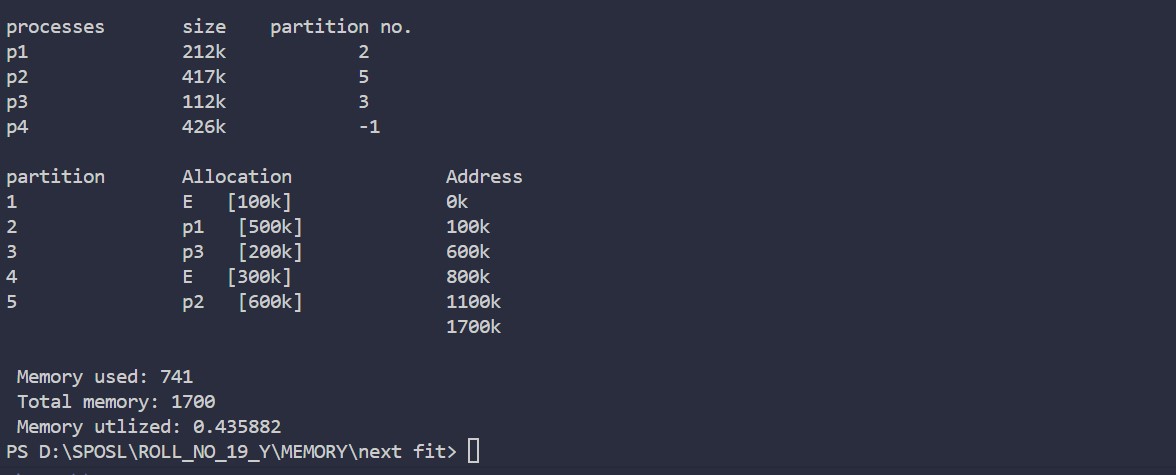 processes       size    partition no.
p1              212k            2
p2              417k            5
p3              112k            3
p4              426k            -1
partition       Allocation              Address
1               E   [100k]              0k
2               p1   [500k]             100k
3               p3   [200k]             600k
4               E   [300k]              800k
5               p2   [600k]             1100k
                                        1700k
 Memory used: 741
 Total memory: 1700
 Memory utlized: 0.435882
PS D:\SPOSL\ROLL_NO_19_Y\MEMORY\next fit>